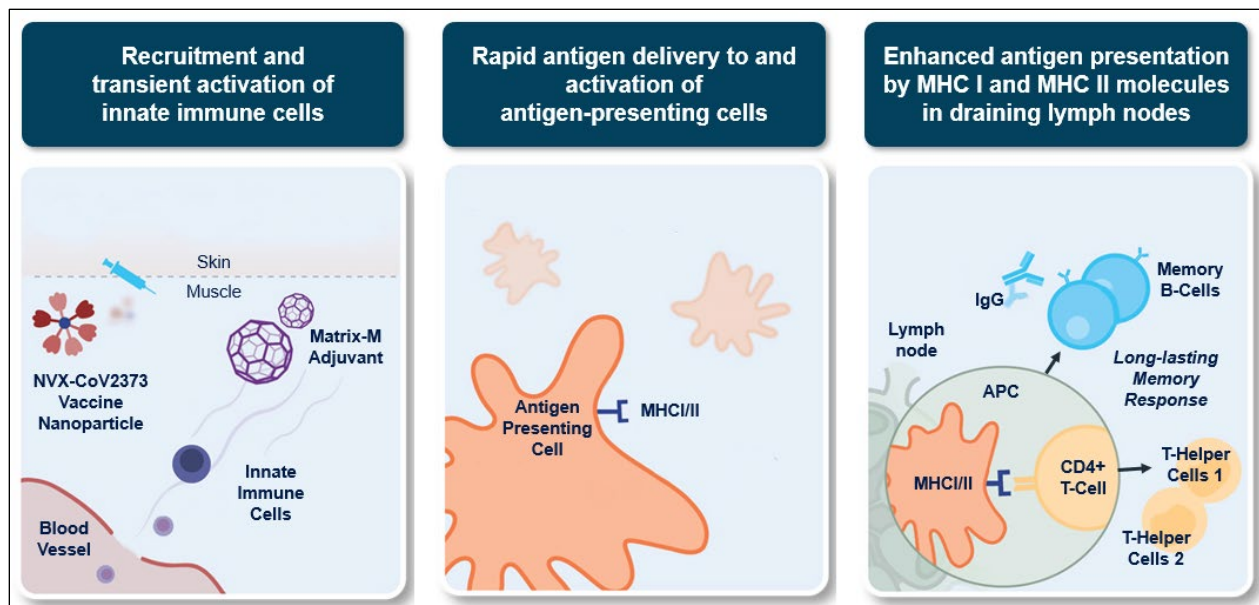 Recruitment and
transient activation of
innate immune cells
Skin
Muscle
Matrix-M
Adjuvant
NVX-CoV2373
Vaccine
Nanoparticle
Innate
Immune
Cells
Blood
Vessel
Rapid antigen delivery to and
activation of
antigen-presenting cells
Antigen
Presenting
Cell
MHCI/II
Enhanced antigen presentation
by MHC I and MHC II molecules
in draining lymph nodes
IgG
Memory
B-Cells
Lymph
node
Long-lasting
Memory
Response
APC
MHCI/II
CD4+
T-Cell
T-Helper
Cells 1
T-Helper
Cells 2